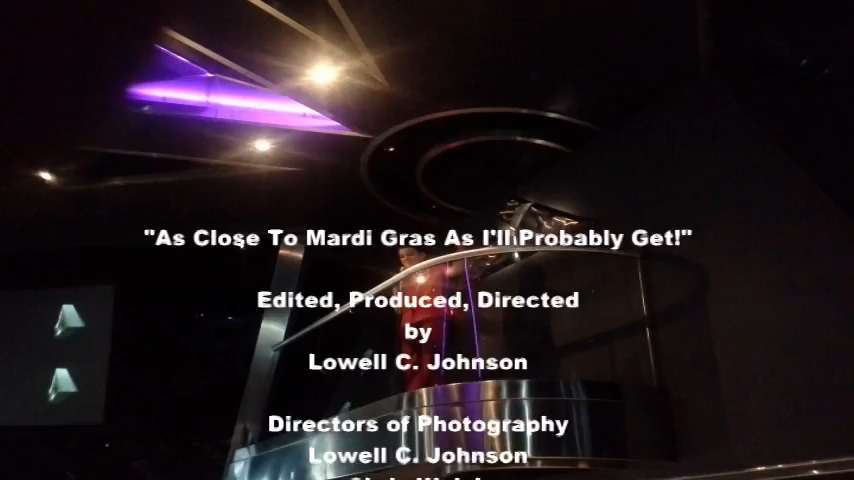 "As Close To Mardi Gras As I'll Probably Get!"
Edited, Produced, Directed
by
Lowell C. Johnson
Directors of Photography
Lowell C. Johnson